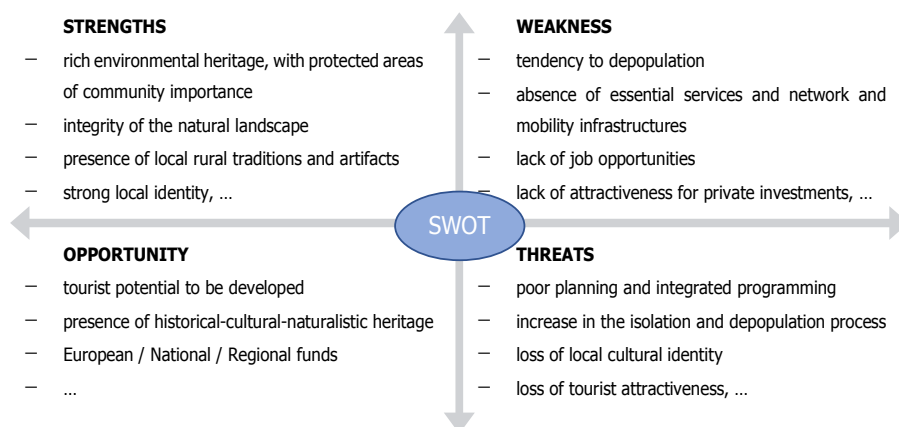 STRENGTHS
– rich environmental heritage, with protected areas
of community importance
– integrity of the natural landscape
– presence of local rural traditions and artifacts
– strong local identity, …
WEAKNESS
– tendency to depopulation
– absence of essential services and network and
mobility infrastructures
– lack of job opportunities
– lack of attractiveness for private investments, …
SWOT
OPPORTUNITY
– tourist potential to be developed
– presence of historical-cultural-naturalistic heritage
– European / National / Regional funds
– …
THREATS
– poor planning and integrated programming
– increase in the isolation and depopulation process
– loss of local cultural identity
– loss of tourist attractiveness, …